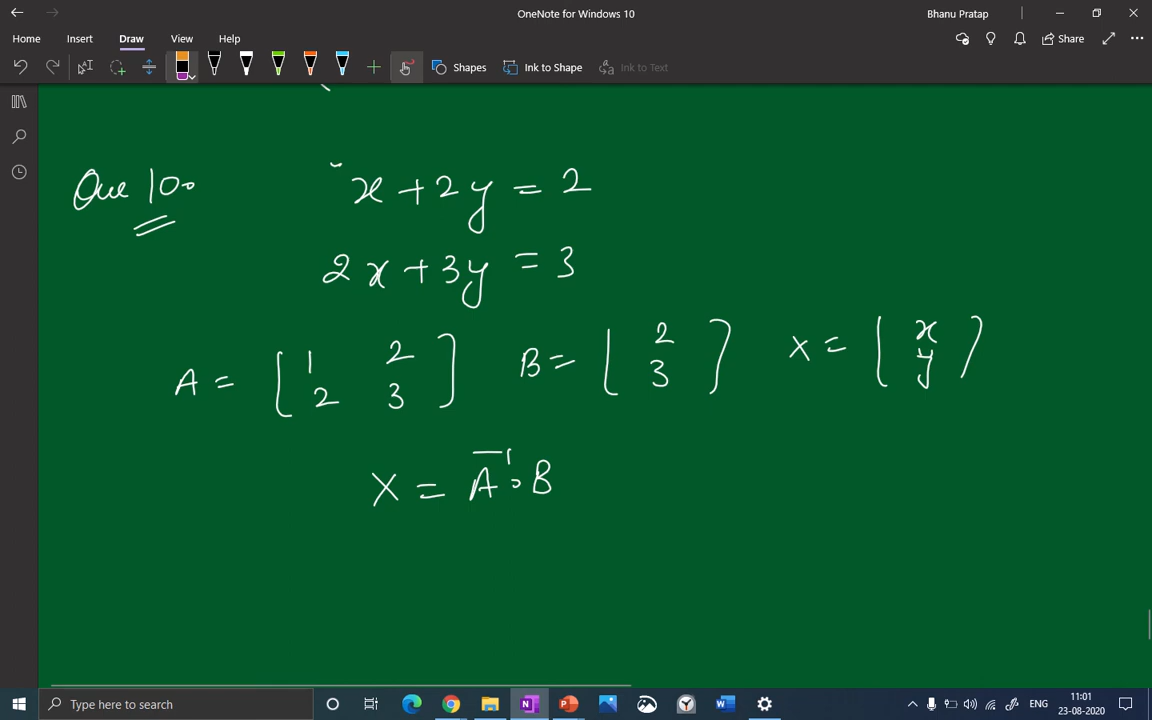 OneNote for Windows 10
Bhanu Pratap
Home Insert Draw View Help
Share
Shapes Ink to Shape Ink to Text
Que 10.
x + 2y = 2
2x + 3y = 3
A = [ 1 2 B = [ 2 X = [ x
2 3 ] 3 ] y ]
X = A⁻¹ . B
Type here to search
ENG
11:01
23-08-2020